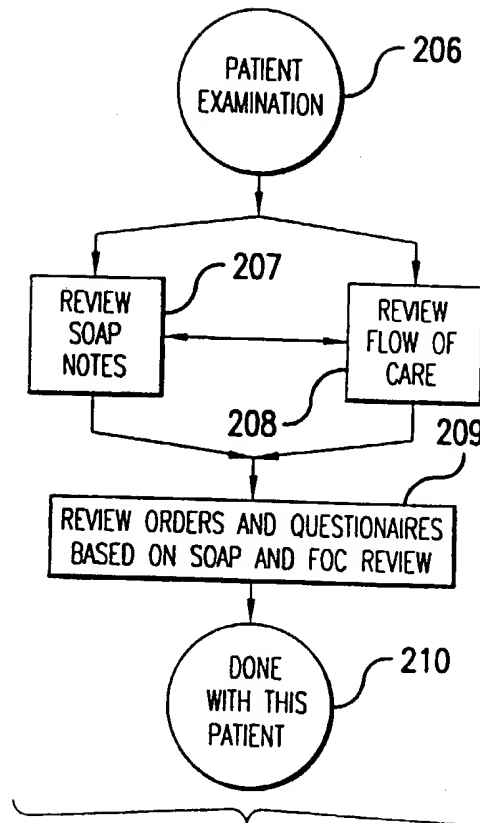 PATIENT
EXAMINATION
206
REVIEW
SOAP
NOTES
207
REVIEW
FLOW OF
CARE
208
209
REVIEW ORDERS AND QUESTIONAIRES
BASED ON SOAP AND FOC REVIEW
DONE
WITH THIS
PATIENT
210